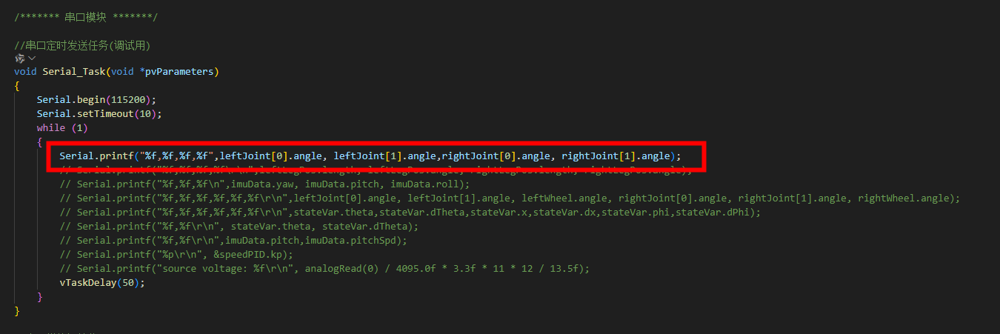 /******* 串口模块 *******/
//串口定时发送任务(调试用)
void Serial_Task(void *pvParameters)
{
Serial.begin(115200);
Serial.setTimeout(10);
while (1)
{
Serial.printf("%f,%f,%f,%f",leftJoint[0].angle, leftJoint[1].angle,rightJoint[0].angle, rightJoint[1].angle);
// Serial.printf("%f,%f,%f,%f\r\n",leftLegPos.length, leftLegPos.angle, rightLegPos.length, rightLegPos.angle);
// Serial.printf("%f,%f,%f\n",imuData.yaw, imuData.pitch, imuData.roll);
// Serial.printf("%f,%f,%f,%f,%f,%f\r\n",leftJoint[0].angle, leftJoint[1].angle, leftWheel.angle, rightJoint[0].angle, rightJoint[1].angle, rightWheel.angle);
// Serial.printf("%f,%f,%f,%f,%f,%f\r\n",stateVar.theta,stateVar.dTheta,stateVar.x,stateVar.dx,stateVar.phi,stateVar.dPhi);
// Serial.printf("%f,%f\r\n", stateVar.theta, stateVar.dTheta);
// Serial.printf("%f,%f\r\n",imuData.pitch,imuData.pitchSpd);
// Serial.printf("%p\r\n", &speedPID.kp);
// Serial.printf("source voltage: %f\r\n", analogRead(0) / 4095.0f * 3.3f * 11 * 12 / 13.5f);
vTaskDelay(50);
}
}